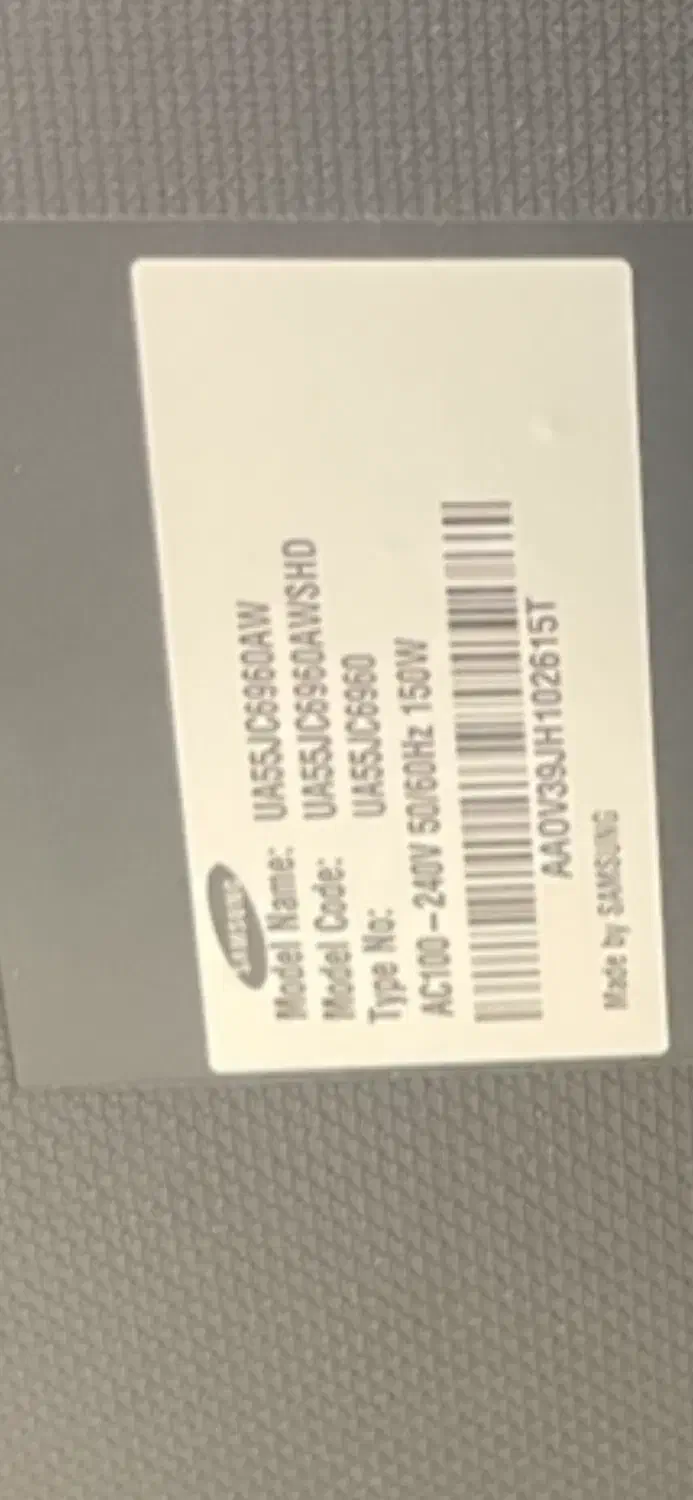 SAMSUNG
Model Name: UA55JC6960AW
Model Code: UA55JC6960AWSHD
Type No: UA55JC6960
AC100-240V 50/60Hz 150W
AA0V39JH102615T
Made by SAMSUNG